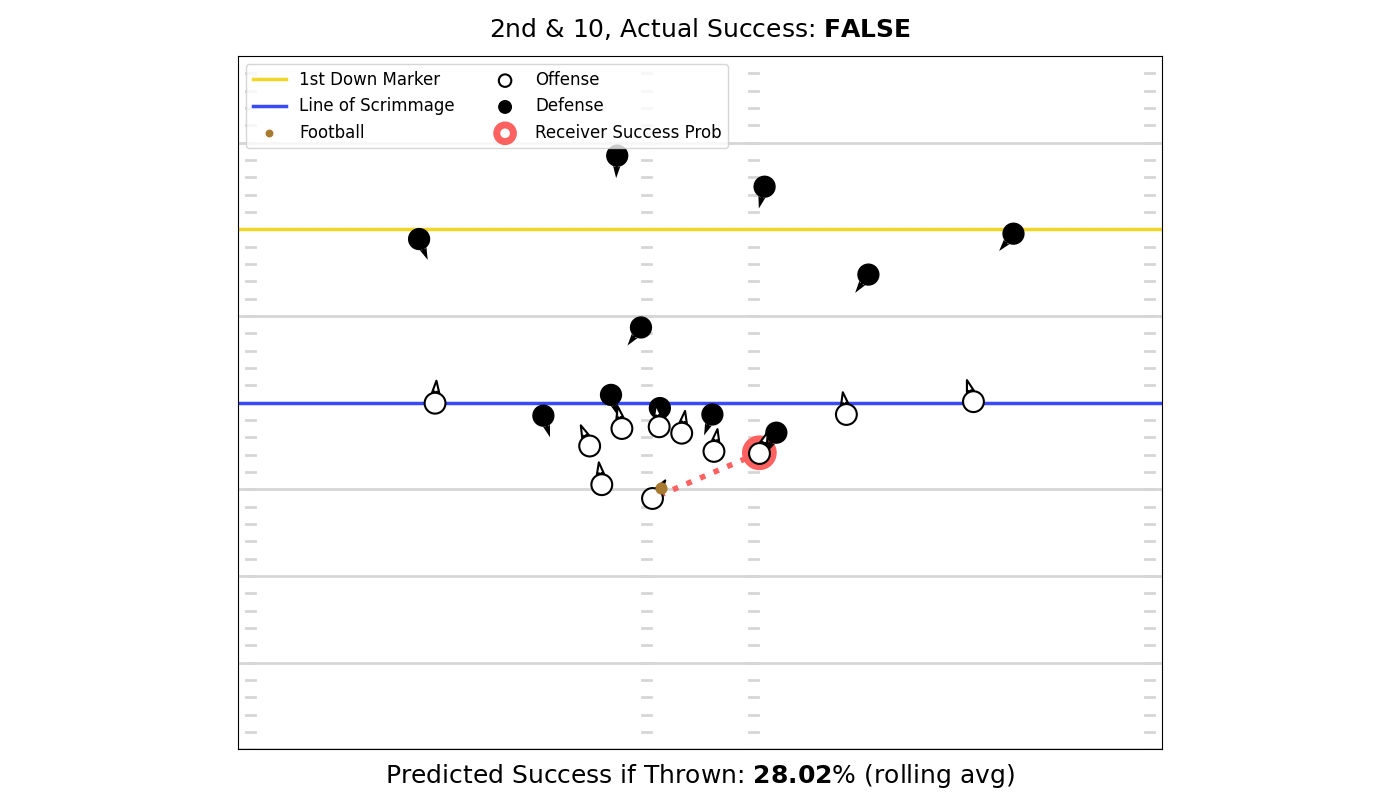 2nd & 10, Actual Success: FALSE
1st Down Marker
Line of Scrimmage
Football
Offense
Defense
Receiver Success Prob
Predicted Success if Thrown: 28.02% (rolling avg)